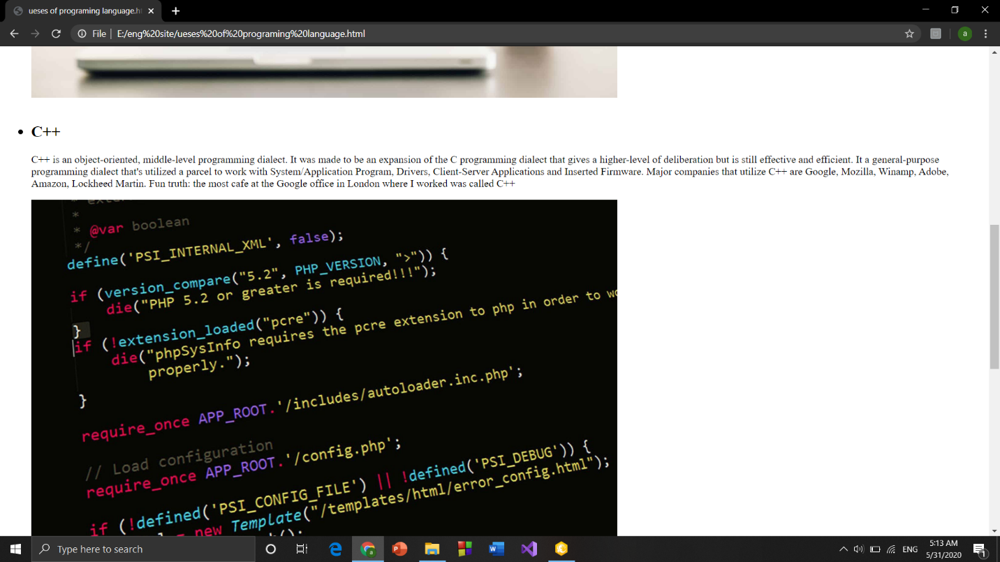 ueses of programing language.h
File
E:/eng%20site/ueses%20of%20programing%20language.html
a
C++
C++ is an object-oriented, middle-level programming dialect. It was made to be an expansion of the C programming dialect that gives a higher-level of deliberation but is still effective and efficient. It a general-purpose
programming dialect that's utilized a parcel to work with System/Application Program, Drivers, Client-Server Applications and Inserted Firmware. Major companies that utilize C++ are Google, Mozilla, Winamp, Adobe,
Amazon, Lockheed Martin. Fun truth: the most cafe at the Google office in London where I worked was called C++
*
* @var boolean
*/
define('PSI_INTERNAL_XML', false);
if (version_compare("5.2", PHP_VERSION, ">")) {
die("PHP 5.2 or greater is required!!!");
}
if (!extension_loaded("pcre")) {
die("phpSysInfo requires the pcre extension to php in order to
properly.");
}
require_once APP_ROOT.'/includes/autoloader.inc.php';
// Load configuration
require_once APP_ROOT.'/config.php';
if (!defined('PSI_CONFIG_FILE') || !defined('PSI_DEBUG')) {
= new Template("/templates/html/error_config.html");
Type here to search
ENG
5:13 AM
5/31/2020
1